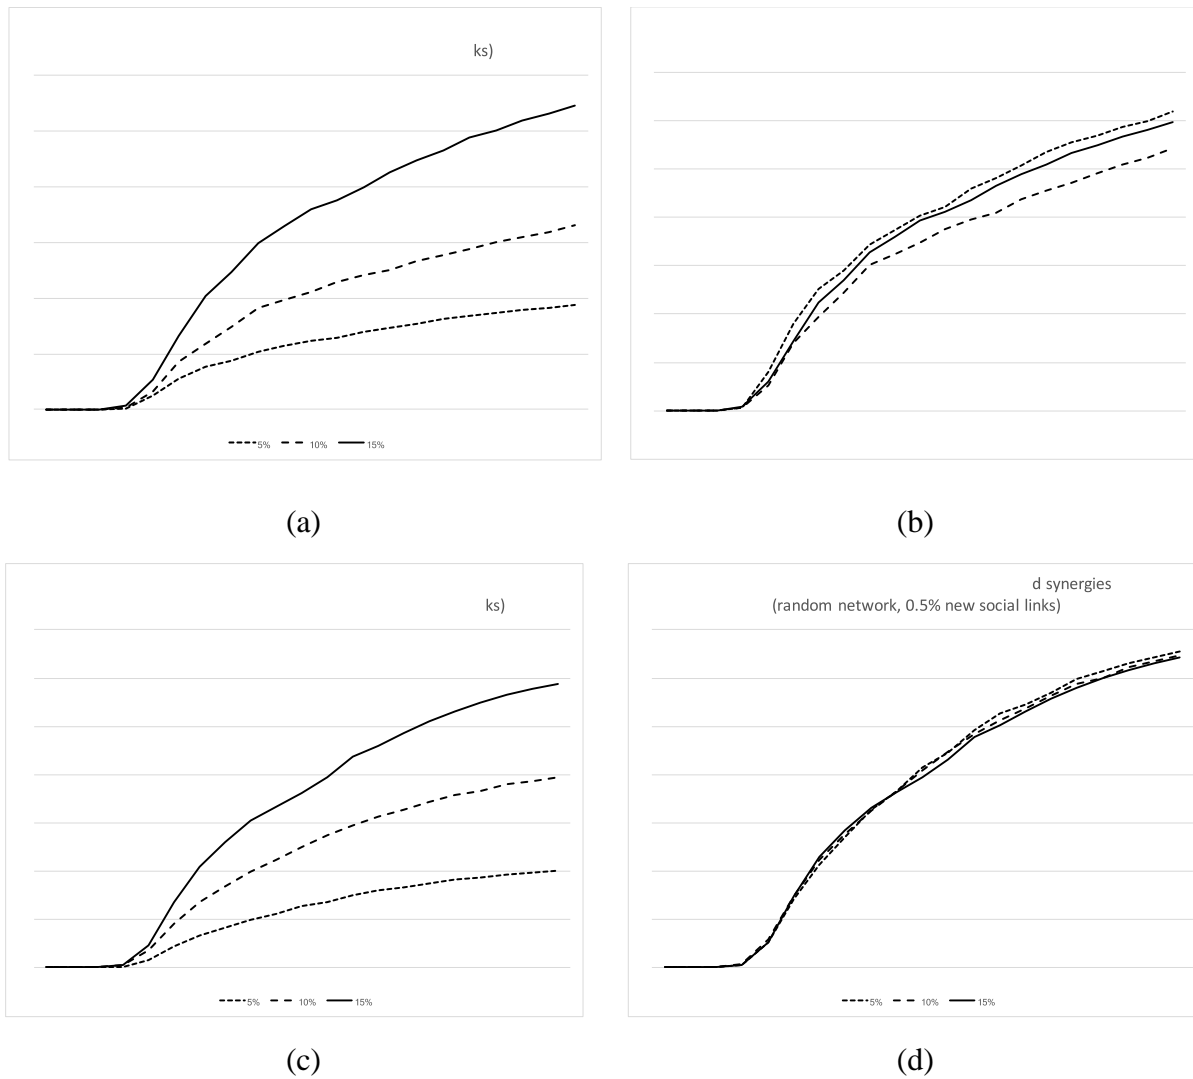 ks)
5% 10% 15%
(a)
(b)
ks)
5% 10% 15%
(c)
d synergies
(random network, 0.5% new social links)
5% 10% 15%
(d)